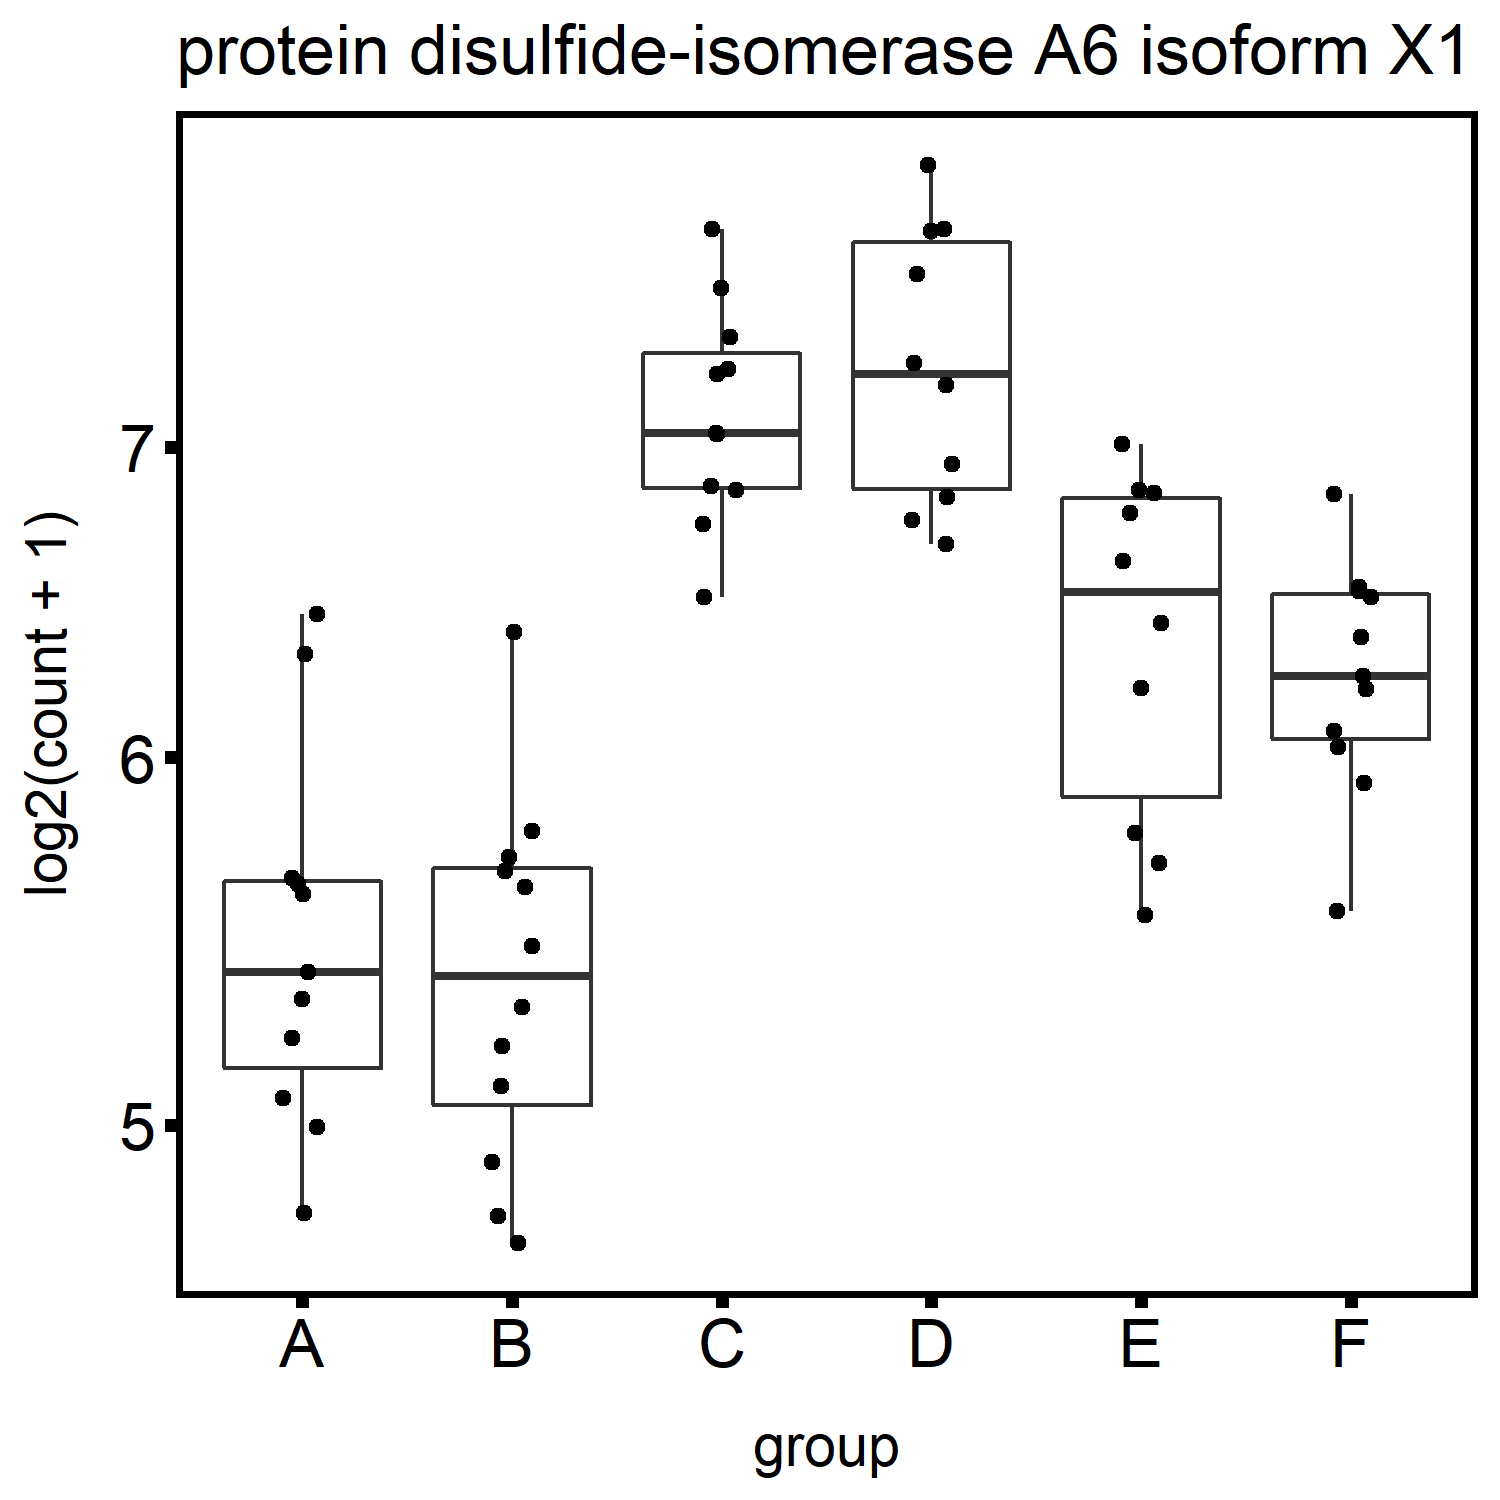 protein disulfide-isomerase A6 isoform X1
log2(count + 1)
7
6
5
A B C D E F
group